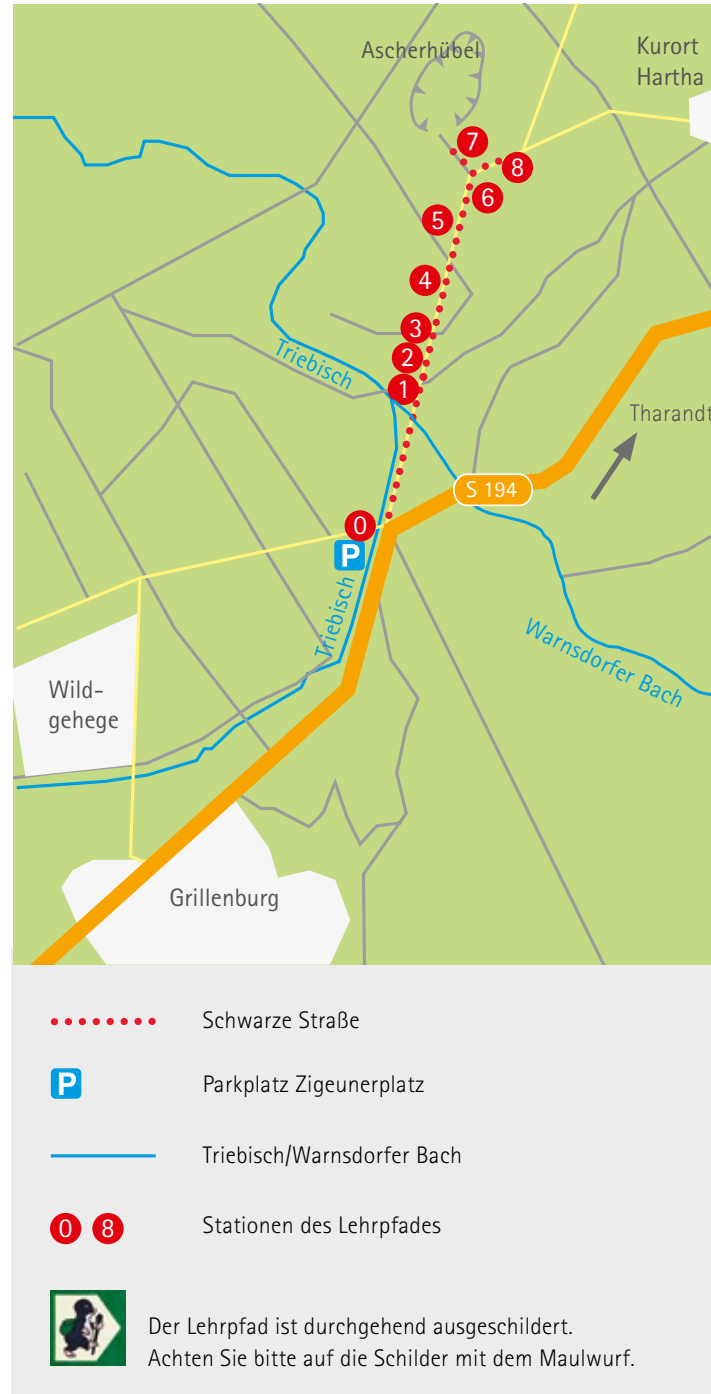 Ascherhübel
Kurort
Hartha
7
8
6
5
4
3
2
1
Triebisch
Tharandt
S 194
0
P
Triebisch
Warnsdorfer Bach
Wild-
gehege
Grillenburg
Schwarze Straße
P Parkplatz Zigeunerplatz
Triebisch/Warnsdorfer Bach
0 8 Stationen des Lehrpfades
Der Lehrpfad ist durchgehend ausgeschildert.
Achten Sie bitte auf die Schilder mit dem Maulwurf.